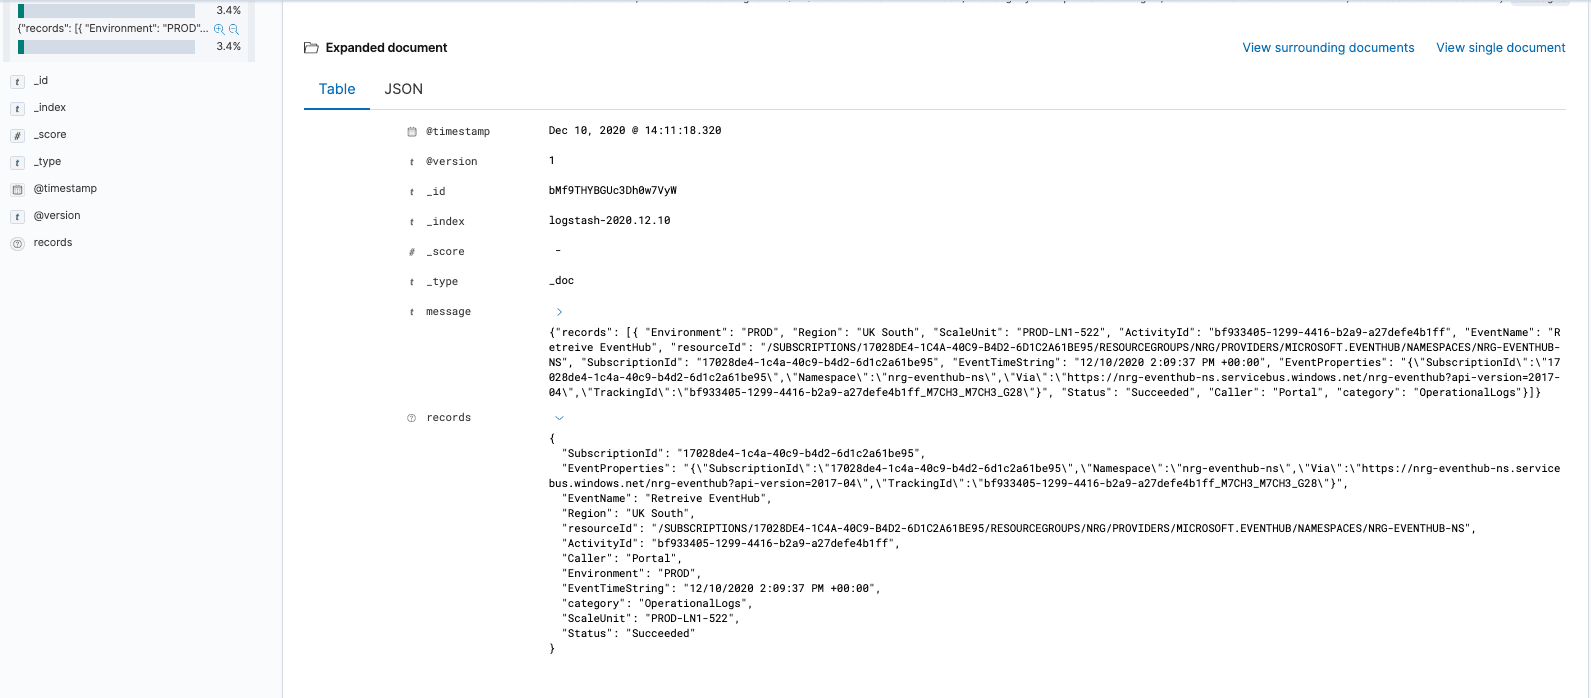 3.4%
{"records": [{ "Environment": "PROD"...
3.4%
t _id
t _index
# _score
t _type
@timestamp
t @version
records
Expanded document
View surrounding documents
View single document
Table
JSON
@timestamp Dec 10, 2020 @ 14:11:18.320
t @version 1
t _id bMf9THYBGUc3Dh0w7VyW
t _index logstash-2020.12.10
# _score -
t _type _doc
t message
{"records": [{ "Environment": "PROD", "Region": "UK South", "ScaleUnit": "PROD-LN1-522", "ActivityId": "bf933405-1299-4416-b2a9-a27defe4b1ff", "EventName": "R
etreive EventHub", "resourceId": "/SUBSCRIPTIONS/17028DE4-1C4A-40C9-B4D2-6D1C2A61BE95/RESOURCEGROUPS/NRG/PROVIDERS/MICROSOFT.EVENTHUB/NAMESPACES/NRG-EVENTHUB-
NS", "SubscriptionId": "17028de4-1c4a-40c9-b4d2-6d1c2a61be95", "EventTimeString": "12/10/2020 2:09:37 PM +00:00", "EventProperties": "{\"SubscriptionId\":\"17
028de4-1c4a-40c9-b4d2-6d1c2a61be95\",\"Namespace\":\"nrg-eventhub-ns\",\"Via\":\"https://nrg-eventhub-ns.servicebus.windows.net/nrg-eventhub?api-version=2017-
04\",\"TrackingId\":\"bf933405-1299-4416-b2a9-a27defe4b1ff_M7CH3_M7CH3_G28\"}", "Status": "Succeeded", "Caller": "Portal", "category": "OperationalLogs"}]}
records
{
"SubscriptionId": "17028de4-1c4a-40c9-b4d2-6d1c2a61be95",
"EventProperties": "{\"SubscriptionId\":\"17028de4-1c4a-40c9-b4d2-6d1c2a61be95\",\"Namespace\":\"nrg-eventhub-ns\",\"Via\":\"https://nrg-eventhub-ns.service
bus.windows.net/nrg-eventhub?api-version=2017-04\",\"TrackingId\":\"bf933405-1299-4416-b2a9-a27defe4b1ff_M7CH3_M7CH3_G28\"}",
"EventName": "Retreive EventHub",
"Region": "UK South",
"resourceId": "/SUBSCRIPTIONS/17028DE4-1C4A-40C9-B4D2-6D1C2A61BE95/RESOURCEGROUPS/NRG/PROVIDERS/MICROSOFT.EVENTHUB/NAMESPACES/NRG-EVENTHUB-NS",
"ActivityId": "bf933405-1299-4416-b2a9-a27defe4b1ff",
"Caller": "Portal",
"Environment": "PROD",
"EventTimeString": "12/10/2020 2:09:37 PM +00:00",
"category": "OperationalLogs",
"ScaleUnit": "PROD-LN1-522",
"Status": "Succeeded"
}